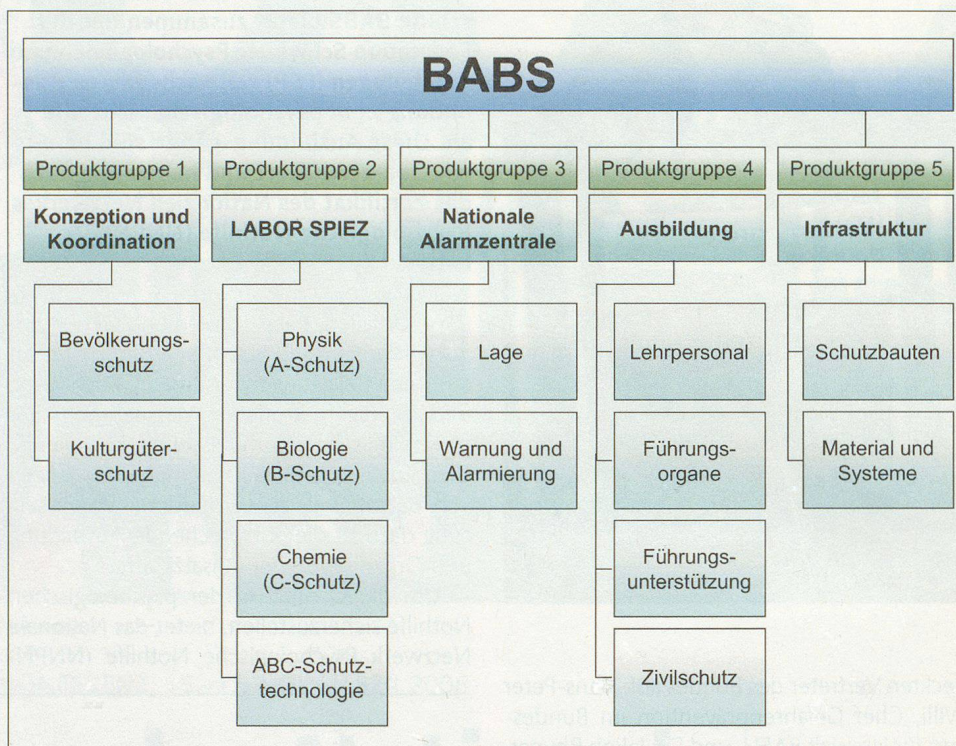 BABS
Produktgruppe 1
Konzeption und
Koordination
Bevölkerungs-
schutz
Kulturgüter-
schutz
Produktgruppe 2
LABOR SPIEZ
Physik
(A-Schutz)
Biologie
(B-Schutz)
Chemie
(C-Schutz)
ABC-Schutz-
technologie
Produktgruppe 3
Nationale
Alarmzentrale
Lage
Warnung und
Alarmierung
Produktgruppe 4
Ausbildung
Lehrpersonal
Führungs-
organe
Führungs-
unterstützung
Zivilschutz
Produktgruppe 5
Infrastruktur
Schutzbauten
Material und
Systeme